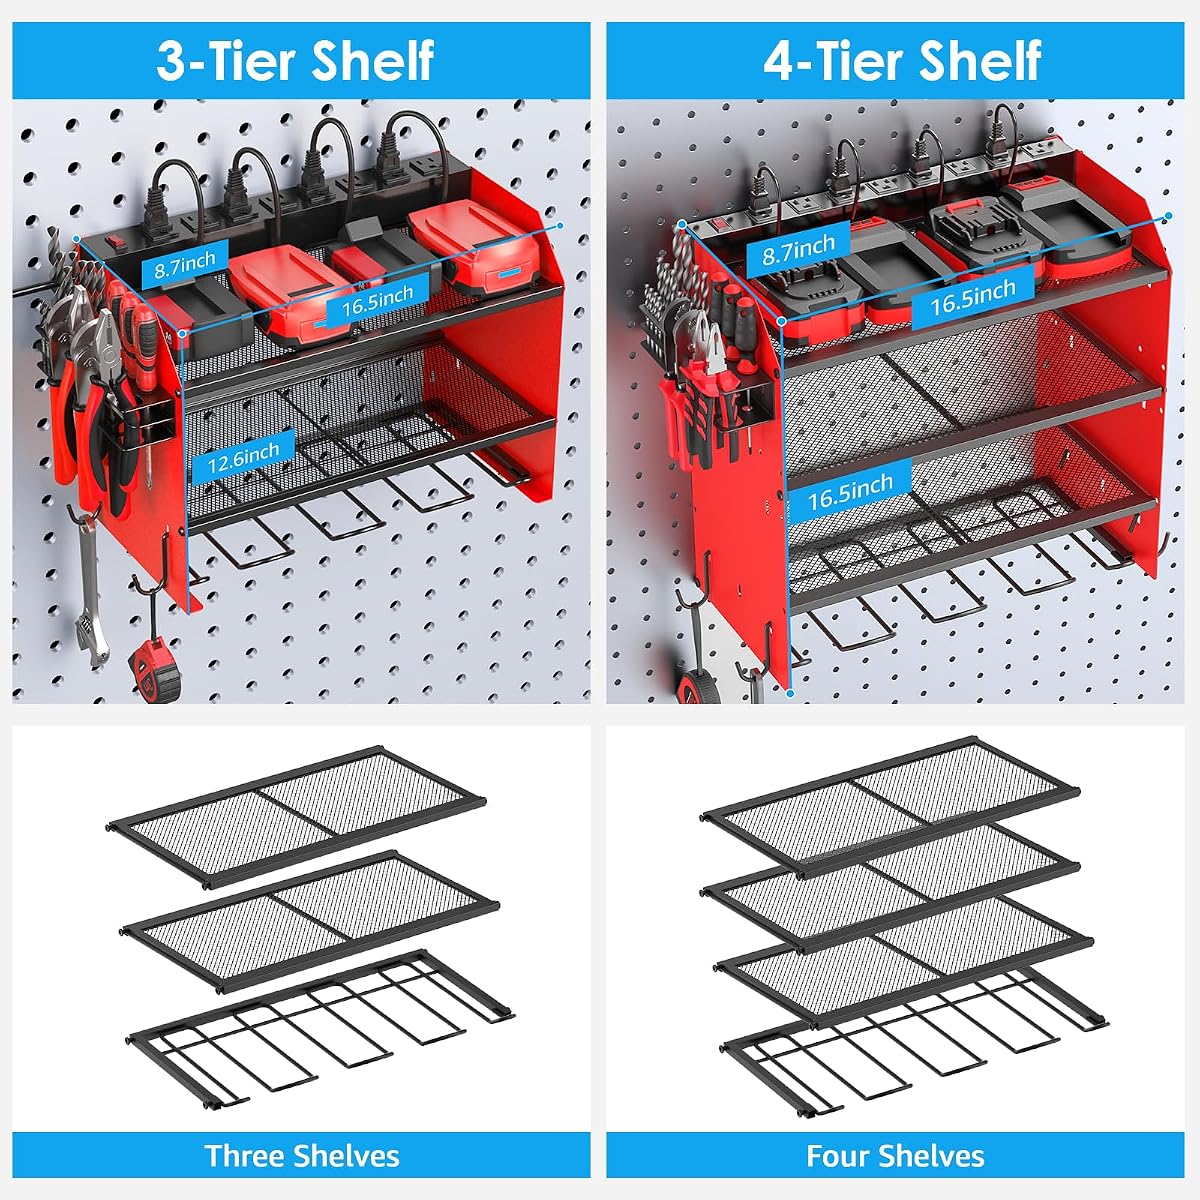 3-Tier Shelf
4-Tier Shelf
8.7inch
16.5inch
12.6inch
8.7inch
16.5inch
16.5inch
Three Shelves
Four Shelves